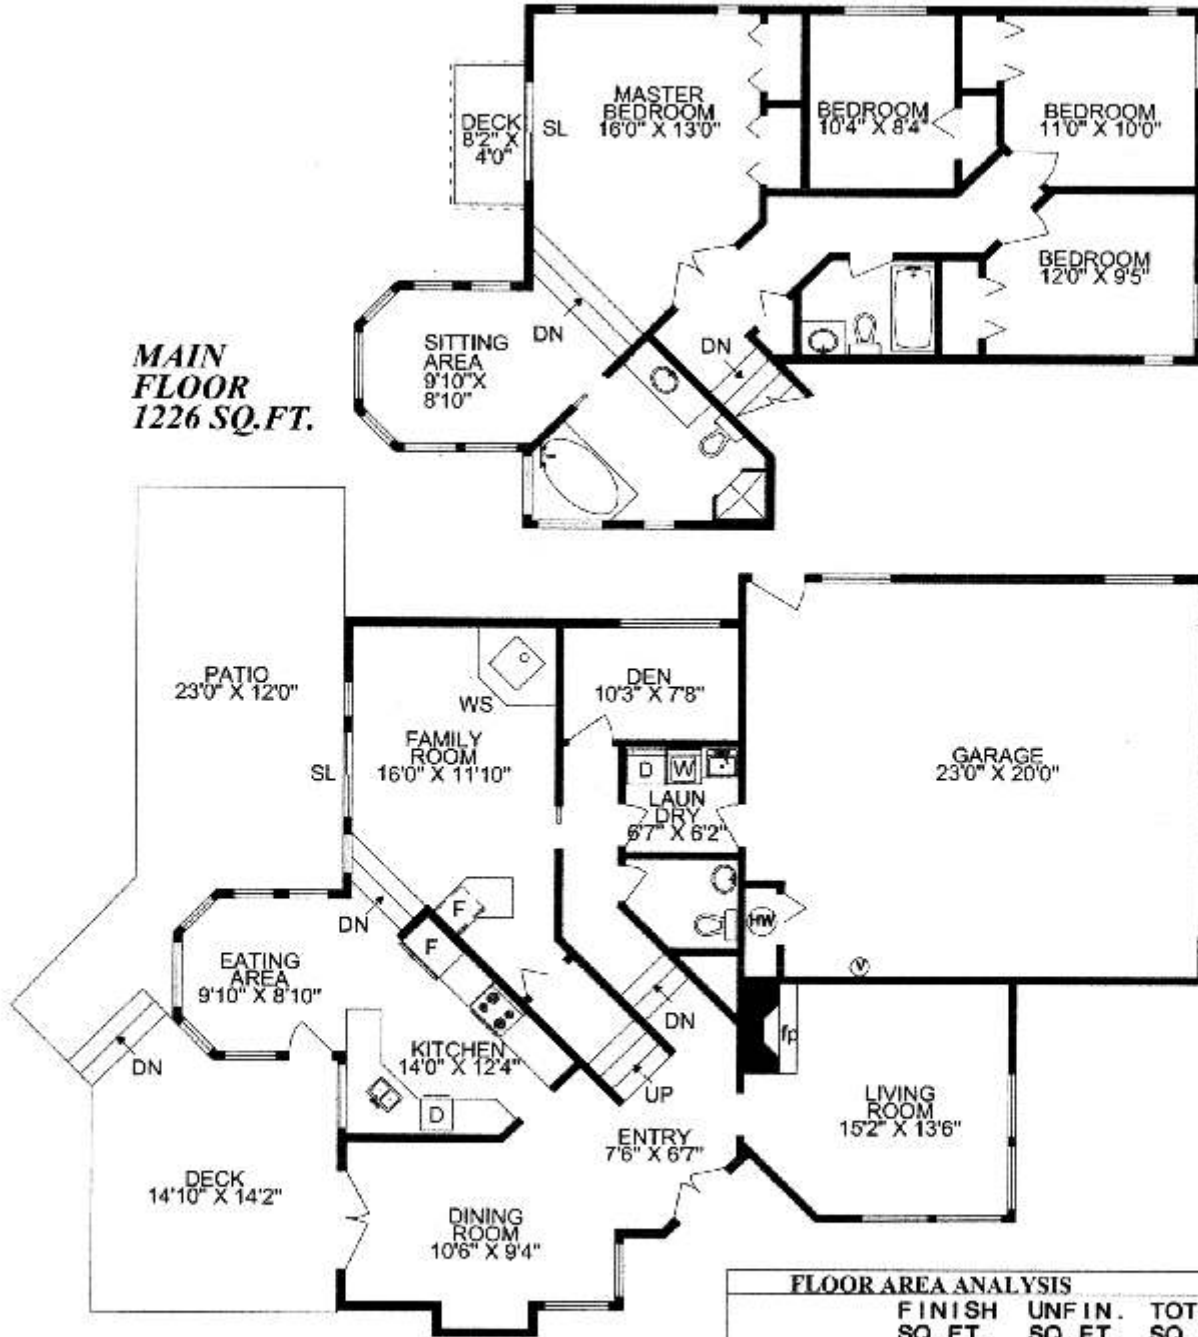 MASTER
BEDROOM
16'0" X 13'0"
BEDROOM
10'4" X 8'4"
BEDROOM
11'0" X 10'0"
DECK
8'2" X
4'0"
SL
BEDROOM
12'0" X 9'5"
DN
SITTING
AREA
9'10"X
8'10"
DN
MAIN
FLOOR
1226 SQ.FT.
PATIO
23'0" X 12'0"
DEN
10'3" X 7'8"
WS
FAMILY
ROOM
16'0" X 11'10"
SL
D
W
LAUN
DRY
6'7" X 6'2"
GARAGE
23'0" X 20'0"
F
F
DN
HW
V
EATING
AREA
9'10" X 8'10"
DN
DN
KITCHEN
14'0" X 12'4"
fp
UP
D
LIVING
ROOM
15'2" X 13'6"
ENTRY
7'6" X 6'7"
DECK
14'10" X 14'2"
DINING
ROOM
10'6" X 9'4"
FLOOR AREA ANALYSIS
FINISH UNFIN. TOT
SQ.FT. SQ.FT. SQ.